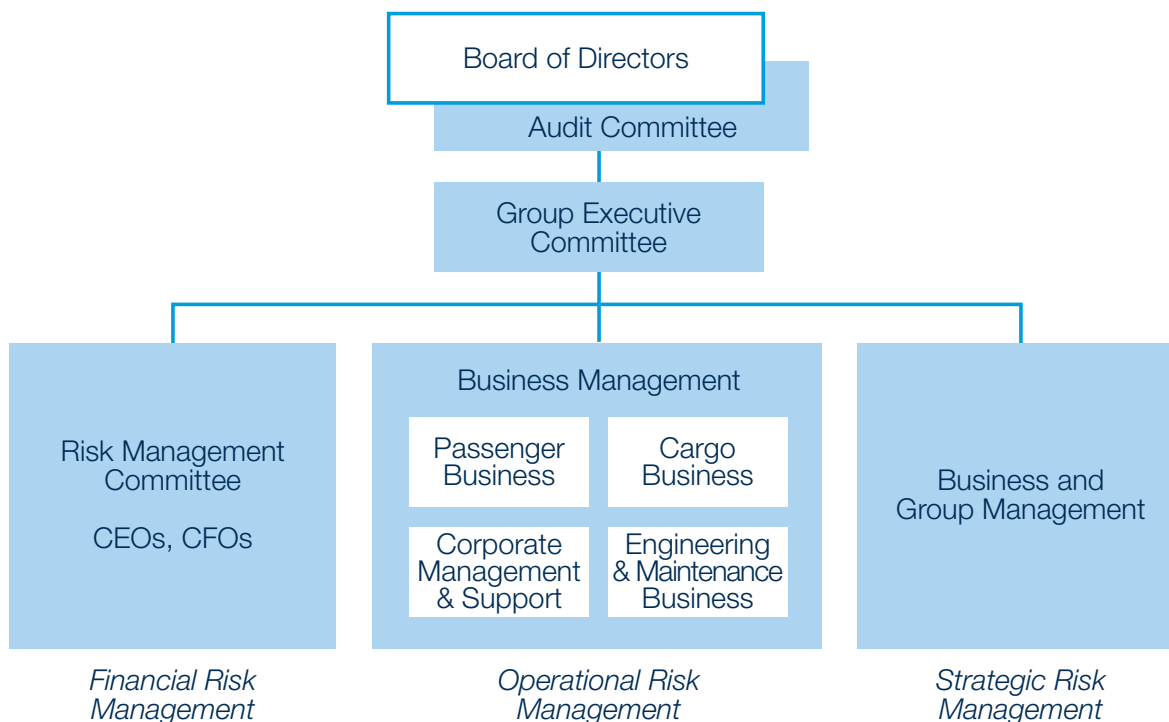 Board of Directors
Audit Committee
Group Executive
Committee
Risk Management
Committee
CEOs, CFOs
Business Management
Passenger
Business
Cargo
Business
Corporate
Management
& Support
Engineering
& Maintenance
Business
Business and
Group Management
Financial Risk
Management
Operational Risk
Management
Strategic Risk
Management